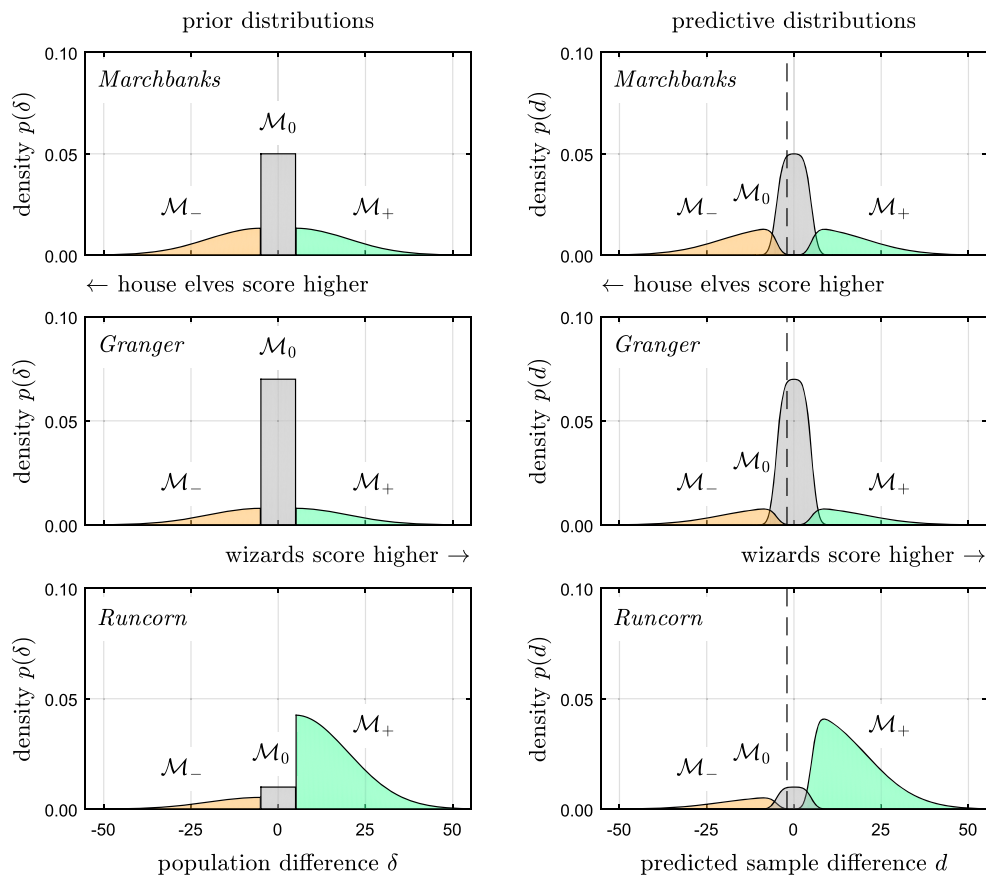 prior distributions
predictive distributions
0.10
0.05
0.00
density p(δ)
Marchbanks
ℳ₀
ℳ₋
ℳ₊
0.10
0.05
0.00
density p(d)
Marchbanks
ℳ₀
ℳ₋
ℳ₊
← house elves score higher
← house elves score higher
0.10
0.05
0.00
density p(δ)
Granger
ℳ₀
ℳ₋
ℳ₊
0.10
0.05
0.00
density p(d)
Granger
ℳ₀
ℳ₋
ℳ₊
wizards score higher →
wizards score higher →
0.10
0.05
0.00
density p(δ)
Runcorn
ℳ₀
ℳ₋
ℳ₊
-50 -25 0 25 50
population difference δ
0.10
0.05
0.00
density p(d)
Runcorn
ℳ₀
ℳ₋
ℳ₊
-50 -25 0 25 50
predicted sample difference d